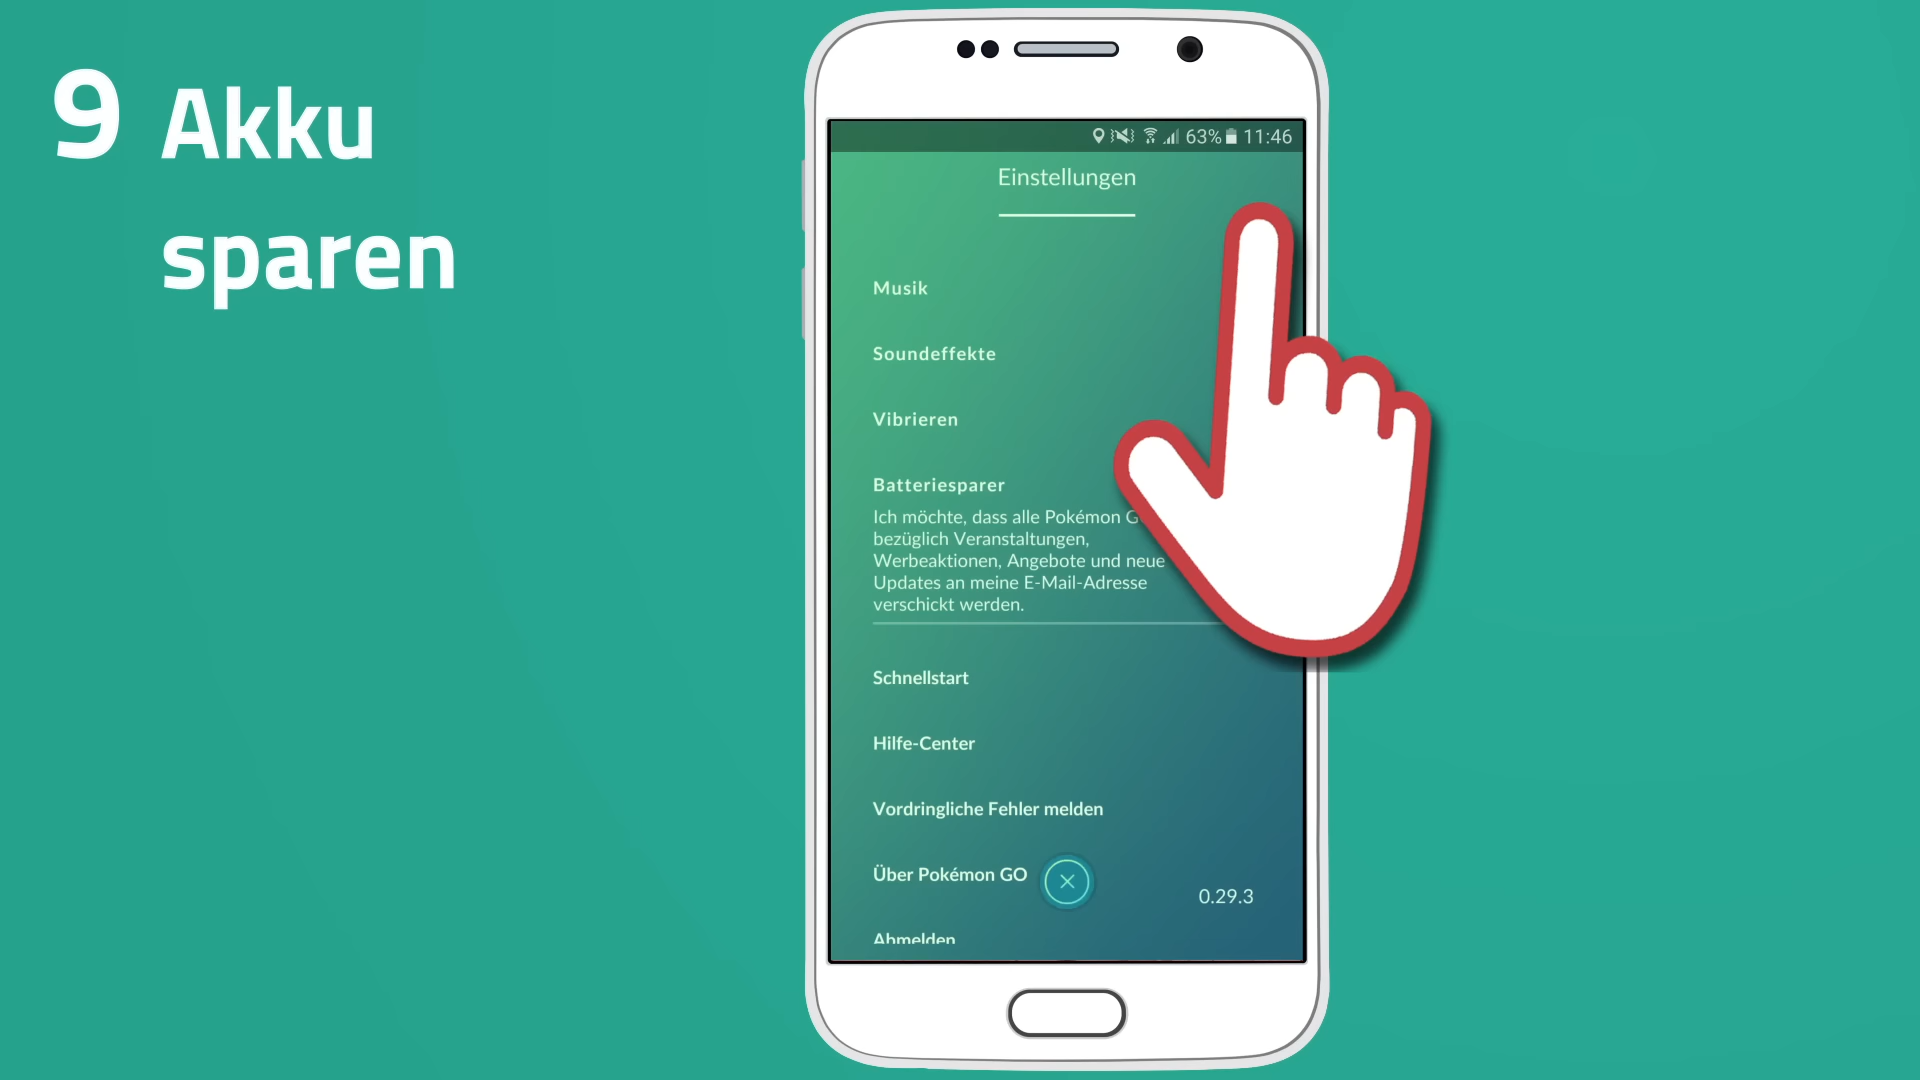 9 Akku
sparen
63% 11:46
Einstellungen
Musik
Soundeffekte
Vibrieren
Batteriesparer
Ich möchte, dass alle Pokémon
bezüglich Veranstaltungen,
Werbeaktionen, Angebote und neue
Updates an meine E-Mail-Adresse
verschickt werden.
Schnellstart
Hilfe-Center
Vordringliche Fehler melden
Über Pokémon GO
0.29.3
Abmelden